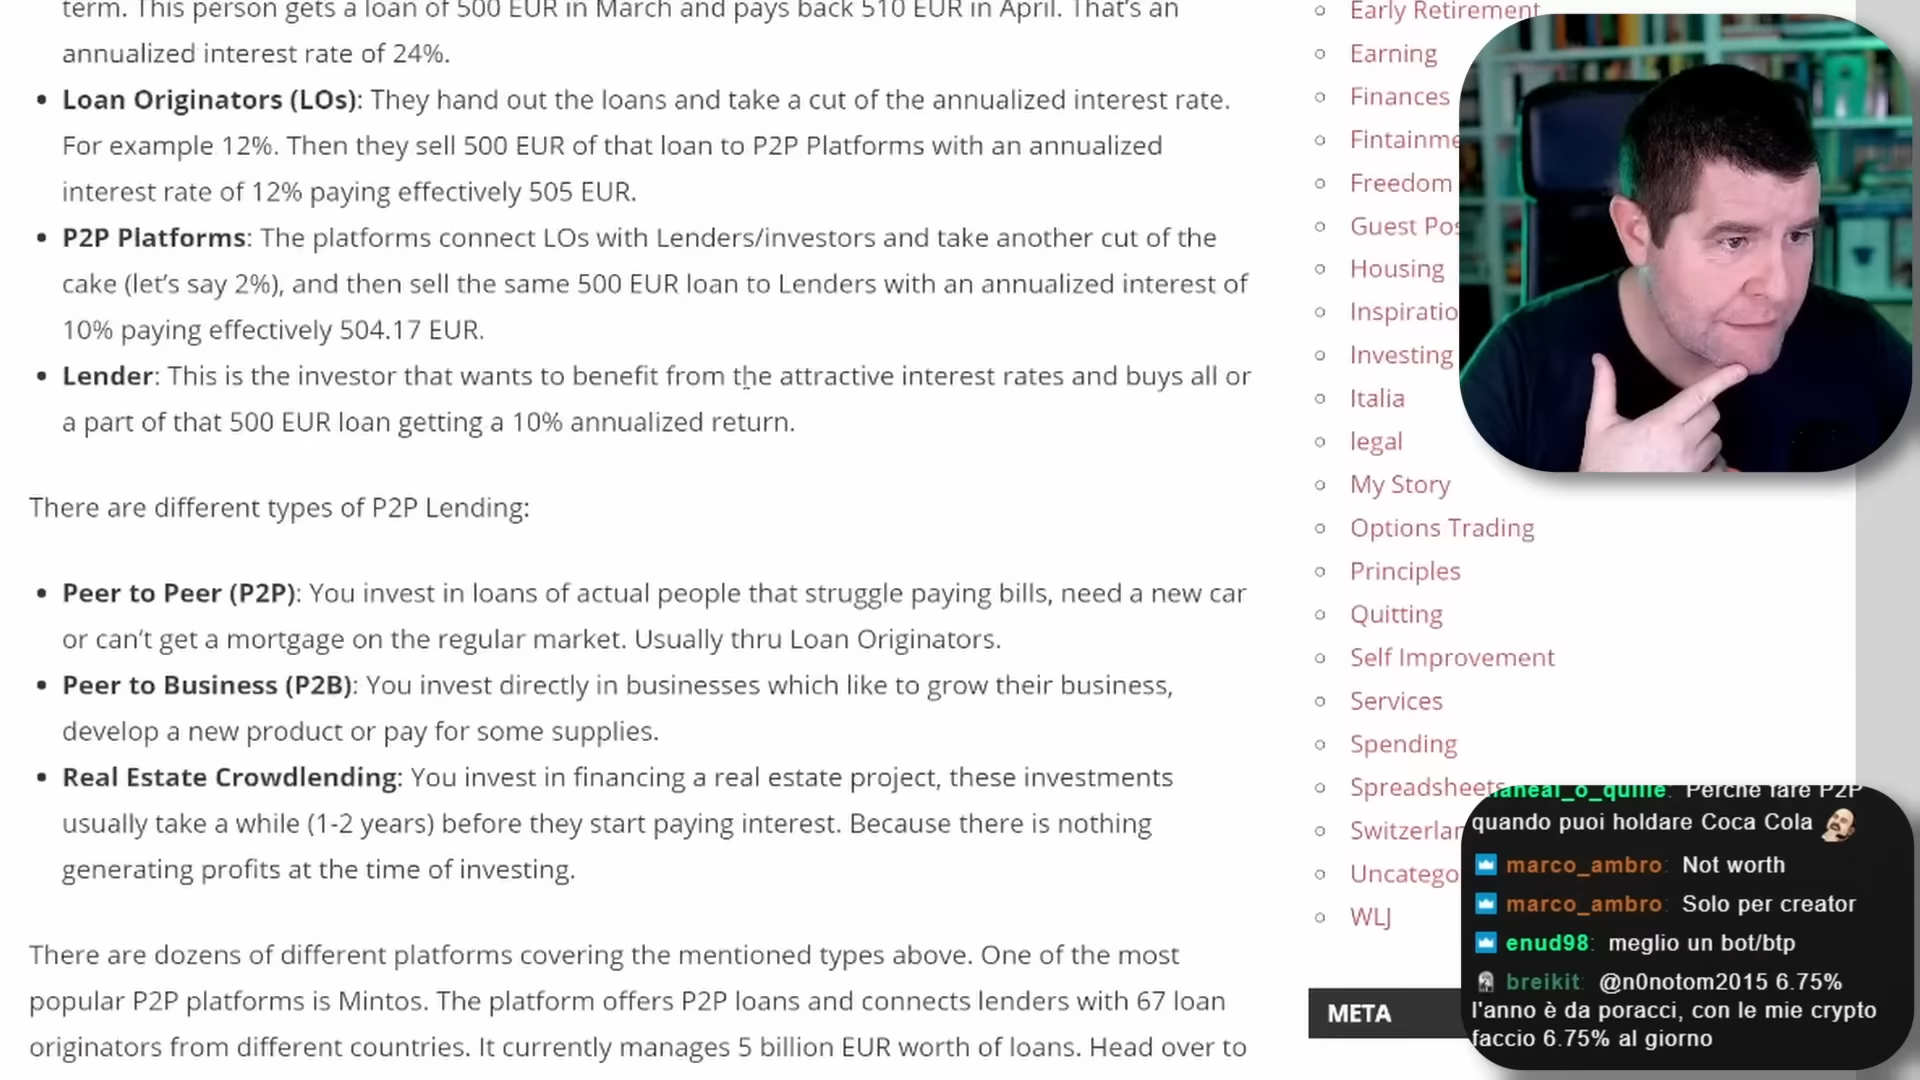 term. This person gets a loan of 500 EUR in March and pays back 510 EUR in April. That's an
annualized interest rate of 24%.
• Loan Originators (LOs): They hand out the loans and take a cut of the annualized interest rate.
For example 12%. Then they sell 500 EUR of that loan to P2P Platforms with an annualized
interest rate of 12% paying effectively 505 EUR.
• P2P Platforms: The platforms connect LOs with Lenders/investors and take another cut of the
cake (let's say 2%), and then sell the same 500 EUR loan to Lenders with an annualized interest of
10% paying effectively 504.17 EUR.
• Lender: This is the investor that wants to benefit from the attractive interest rates and buys all or
a part of that 500 EUR loan getting a 10% annualized return.
There are different types of P2P Lending:
• Peer to Peer (P2P): You invest in loans of actual people that struggle paying bills, need a new car
or can't get a mortgage on the regular market. Usually thru Loan Originators.
• Peer to Business (P2B): You invest directly in businesses which like to grow their business,
develop a new product or pay for some supplies.
• Real Estate Crowdlending: You invest in financing a real estate project, these investments
usually take a while (1-2 years) before they start paying interest. Because there is nothing
generating profits at the time of investing.
There are dozens of different platforms covering the mentioned types above. One of the most
popular P2P platforms is Mintos. The platform offers P2P loans and connects lenders with 67 loan
originators from different countries. It currently manages 5 billion EUR worth of loans. Head over to
Early Retirement
Earning
Finances
Fintainme
Freedom
Guest Pos
Housing
Inspiratio
Investing
Italia
legal
My Story
Options Trading
Principles
Quitting
Self Improvement
Services
Spending
Spreadsheets
Switzerlan
Uncatego
WLJ
META
Perché fare P2P
quando puoi holdare Coca Cola
marco_ambro: Not worth
marco_ambro: Solo per creator
enud98: meglio un bot/btp
breikit: @n0notom2015 6.75%
l'anno è da poracci, con le mie crypto
faccio 6.75% al giorno